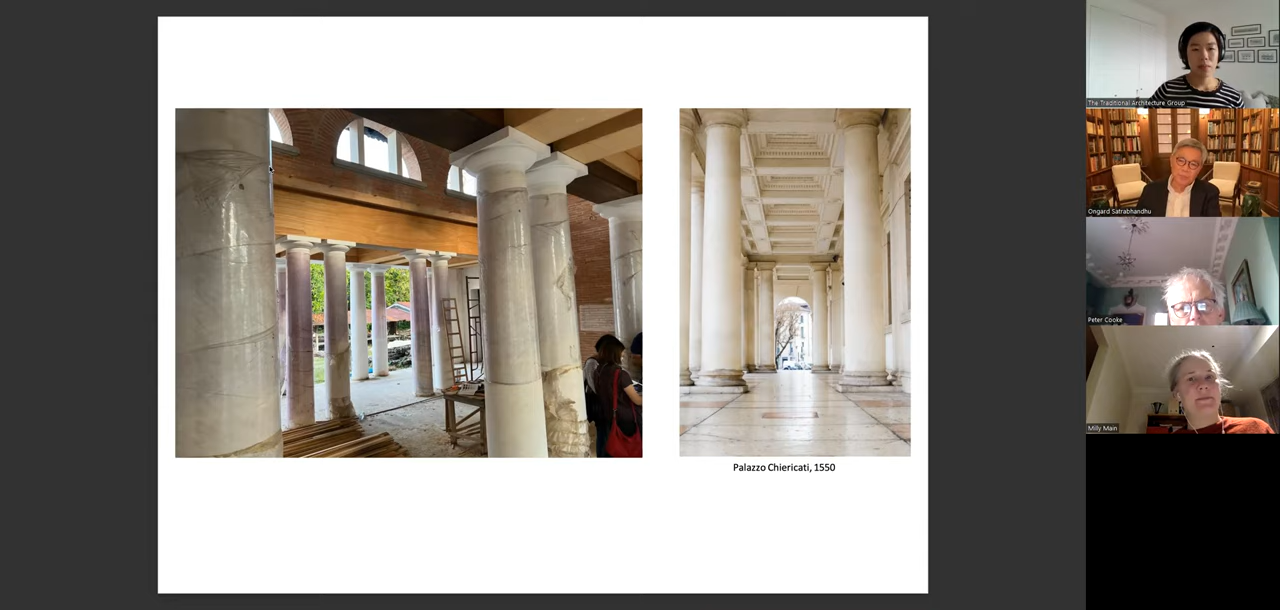 Palazzo Chiericati, 1550
The Traditional Architecture Group
Ongard Satrabhandhu
Peter Cooke
Milly Main